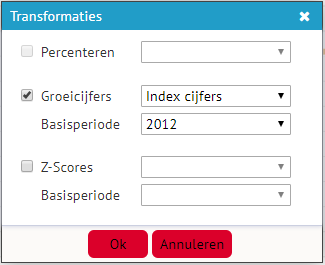 Transformaties
Percenteren
Groeicijfers Index cijfers
Basisperiode 2012
Z-Scores
Basisperiode
Ok Annuleren